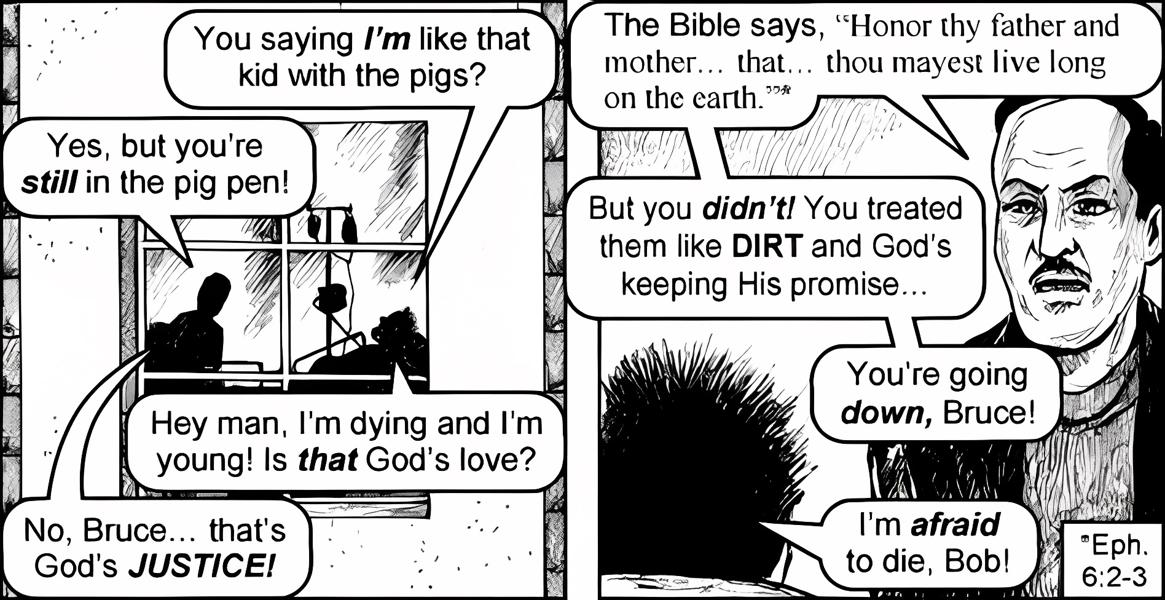 You saying I'm like that
kid with the pigs?
Yes, but you're
still in the pig pen!
Hey man, I'm dying and I'm
young! Is that God's love?
No, Bruce... that's
God's JUSTICE!
The Bible says, "Honor thy father and
mother... that... thou mayest live long
on the earth."*
But you didn't! You treated
them like DIRT and God's
keeping His promise...
You're going
down, Bruce!
I'm afraid
to die, Bob!
*Eph.
6:2-3